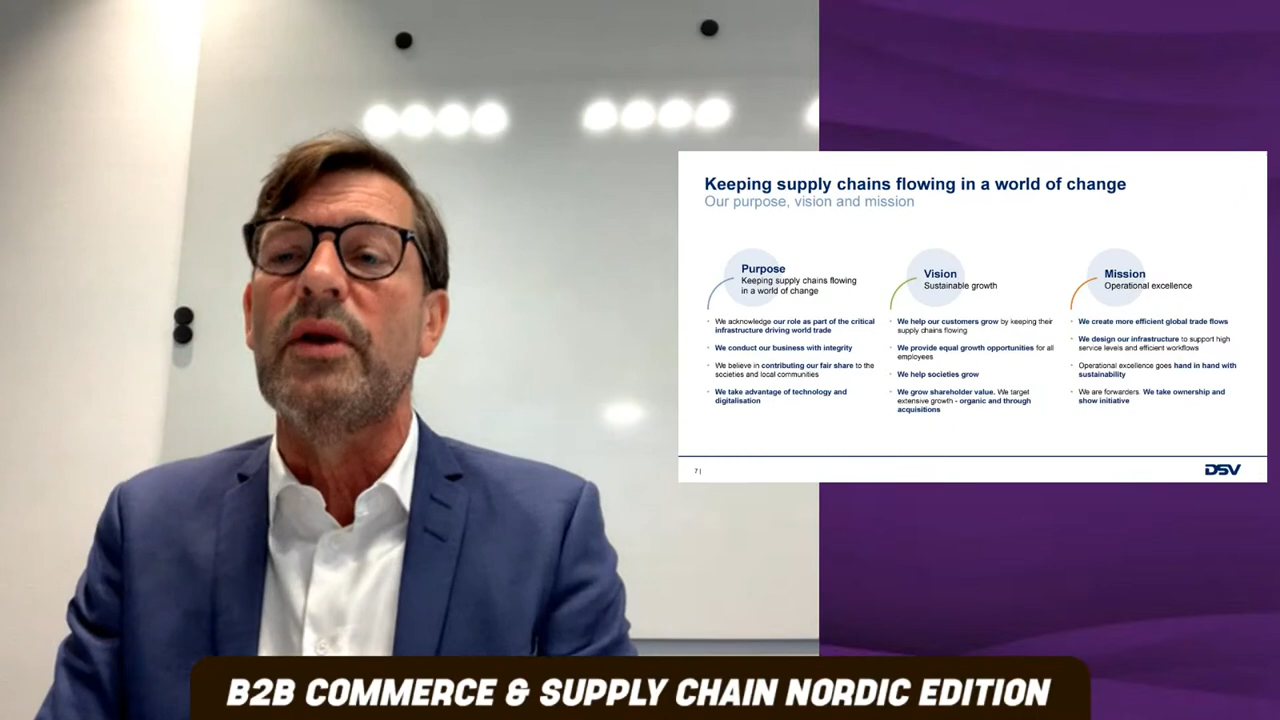 Keeping supply chains flowing in a world of change
Our purpose, vision and mission
Purpose
Keeping supply chains flowing
in a world of change
• We acknowledge our role as part of the critical
infrastructure driving world trade
• We conduct our business with integrity
• We believe in contributing our fair share to the
societies and local communities
• We take advantage of technology and
digitalisation
Vision
Sustainable growth
• We help our customers grow by keeping their
supply chains flowing
• We provide equal growth opportunities for all
employees
• We help societies grow
• We grow shareholder value. We target
extensive growth - organic and through
acquisitions
Mission
Operational excellence
• We create more efficient global trade flows
• We design our infrastructure to support high
service levels and efficient workflows
• Operational excellence goes hand in hand with
sustainability
• We are forwarders. We take ownership and
show initiative
7 |
DSV
B2B COMMERCE & SUPPLY CHAIN NORDIC EDITION